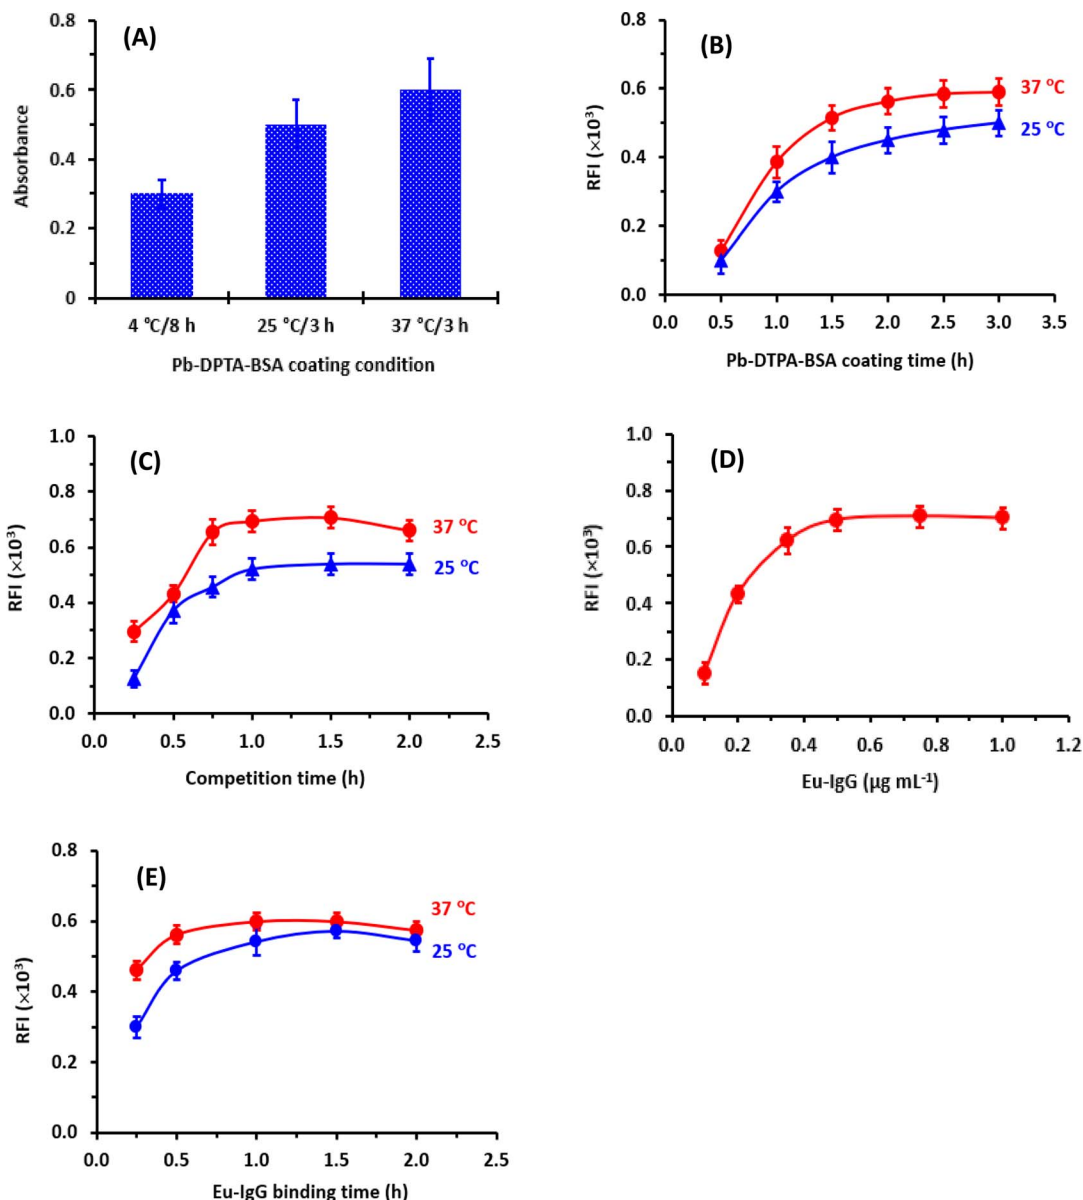 (A)
0.8
0.6
0.4
0.2
0
Absorbance
4 °C/8 h 25 °C/3 h 37 °C/3 h
Pb-DPTA-BSA coating condition
(B)
0.8
0.6
0.4
0.2
0.0
RFI (×10³)
37 °C
25 °C
0.0 0.5 1.0 1.5 2.0 2.5 3.0 3.5
Pb-DTPA-BSA coating time (h)
(C)
1.0
0.8
0.6
0.4
0.2
0.0
RFI (×10³)
37 °C
25 °C
0.0 0.5 1.0 1.5 2.0 2.5
Competition time (h)
(D)
1.0
0.8
0.6
0.4
0.2
0.0
RFI (×10³)
0.0 0.2 0.4 0.6 0.8 1.0 1.2
Eu-IgG (µg mL⁻¹)
(E)
0.8
0.6
0.4
0.2
0.0
RFI (×10³)
37 °C
25 °C
0.0 0.5 1.0 1.5 2.0 2.5
Eu-IgG binding time (h)